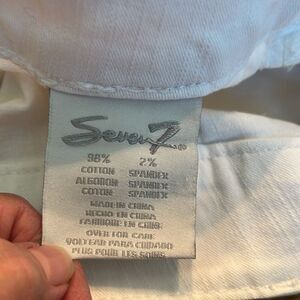 Seven7®
98% 2%
COTTON SPANDEX
ALGODON SPANDEX
COTON SPANDEX
MADE IN CHINA
HECHO EN CHINA
FABRIQUE EN CHINE
OVER FOR CARE
VOLTEAR PARA CUIDADO
PLUS POUR LES SOINS